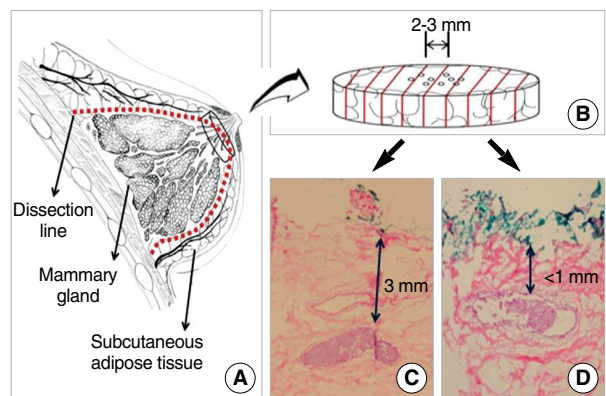 Dissection
line
Mammary
gland
Subcutaneous
adipose tissue
A
2-3 mm
B
3 mm
C
<1 mm
D